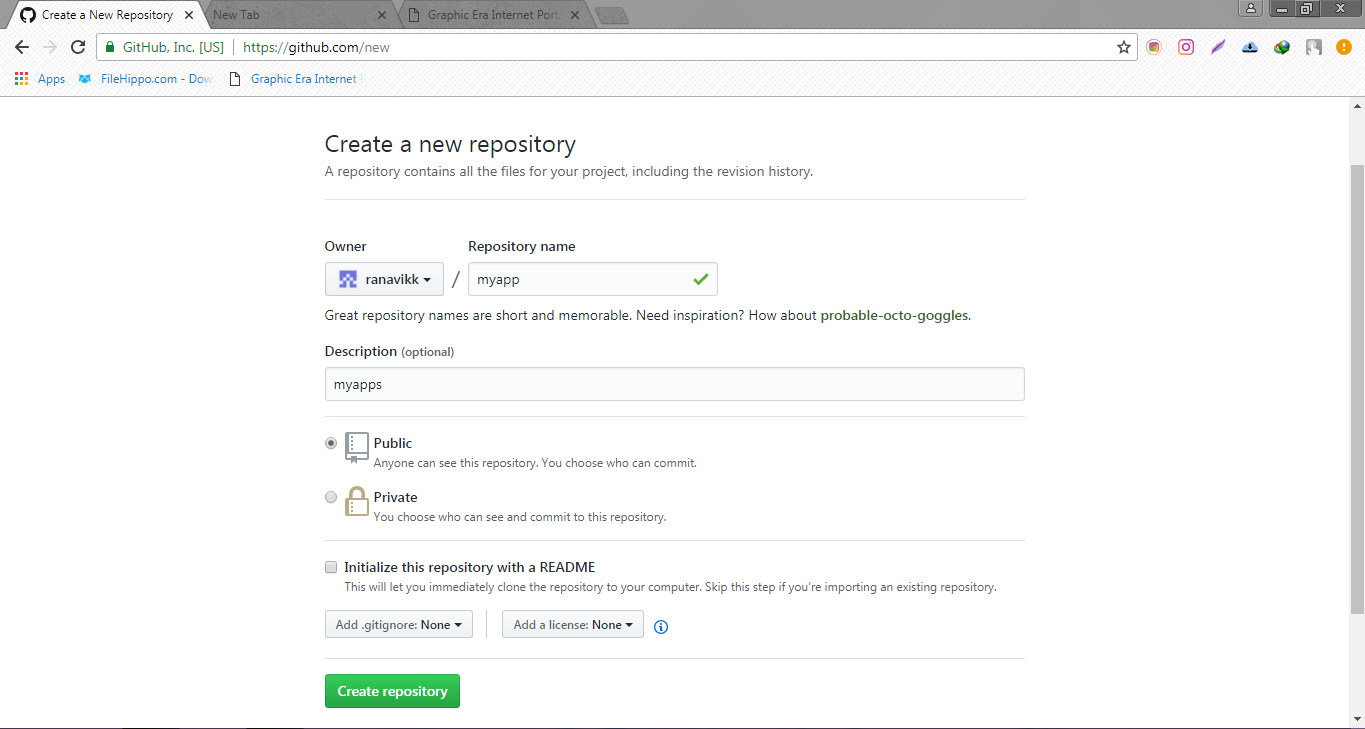 Create a New Repository
New Tab
Graphic Era Internet Port
GitHub, Inc. [US]
https://github.com/new
Apps
FileHippo.com - Dow
Graphic Era Internet
Create a new repository
A repository contains all the files for your project, including the revision history.
Owner
Repository name
ranavikk
/
myapp
Great repository names are short and memorable. Need inspiration? How about probable-octo-goggles.
Description (optional)
myapps
Public
Anyone can see this repository. You choose who can commit.
Private
You choose who can see and commit to this repository.
Initialize this repository with a README
This will let you immediately clone the repository to your computer. Skip this step if you're importing an existing repository.
Add .gitignore: None
Add a license: None
Create repository